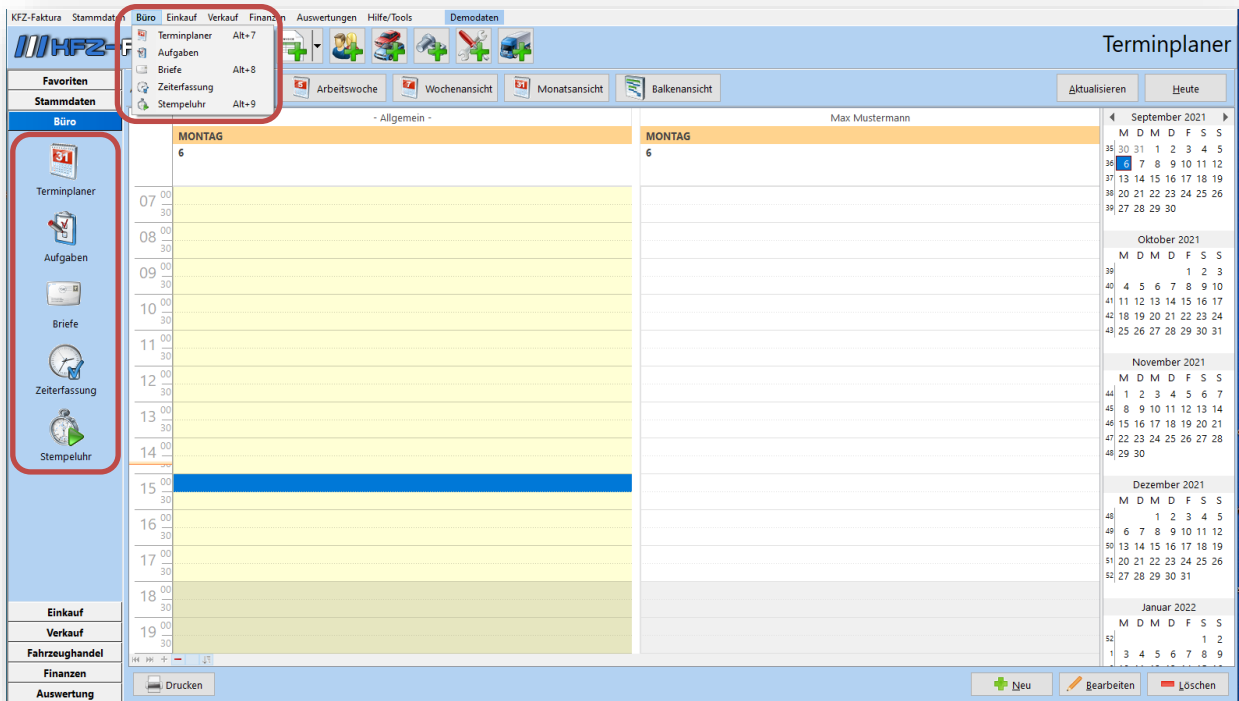 KFZ-Faktura Stammdaten Büro Einkauf Verkauf Finanzen Auswertungen Hilfe/Tools Demodaten
KFZ-F
Terminplaner Alt+7
Aufgaben
Briefe Alt+8
Zeiterfassung
Stempeluhr Alt+9
Terminplaner
Arbeitswoche Wochenansicht Monatsansicht Balkenansicht
Aktualisieren Heute
Favoriten
Stammdaten
Büro
Terminplaner
Aufgaben
Briefe
Zeiterfassung
Stempeluhr
Einkauf
Verkauf
Fahrzeughandel
Finanzen
Auswertung
- Allgemein - Max Mustermann
MONTAG MONTAG
6 6
07 00
30
08 00
30
09 00
30
10 00
30
11 00
30
12 00
30
13 00
30
14 00
15 00
30
16 00
30
17 00
30
18 00
30
19 00
30
September 2021
M D M D F S S
35 30 31 1 2 3 4 5
36 6 7 8 9 10 11 12
37 13 14 15 16 17 18 19
38 20 21 22 23 24 25 26
39 27 28 29 30
Oktober 2021
M D M D F S S
39 1 2 3
40 4 5 6 7 8 9 10
41 11 12 13 14 15 16 17
42 18 19 20 21 22 23 24
43 25 26 27 28 29 30 31
November 2021
M D M D F S S
44 1 2 3 4 5 6 7
45 8 9 10 11 12 13 14
46 15 16 17 18 19 20 21
47 22 23 24 25 26 27 28
48 29 30
Dezember 2021
M D M D F S S
48 1 2 3 4 5
49 6 7 8 9 10 11 12
50 13 14 15 16 17 18 19
51 20 21 22 23 24 25 26
52 27 28 29 30 31
Januar 2022
M D M D F S S
52 1 2
1 3 4 5 6 7 8 9
Drucken
Neu Bearbeiten Löschen